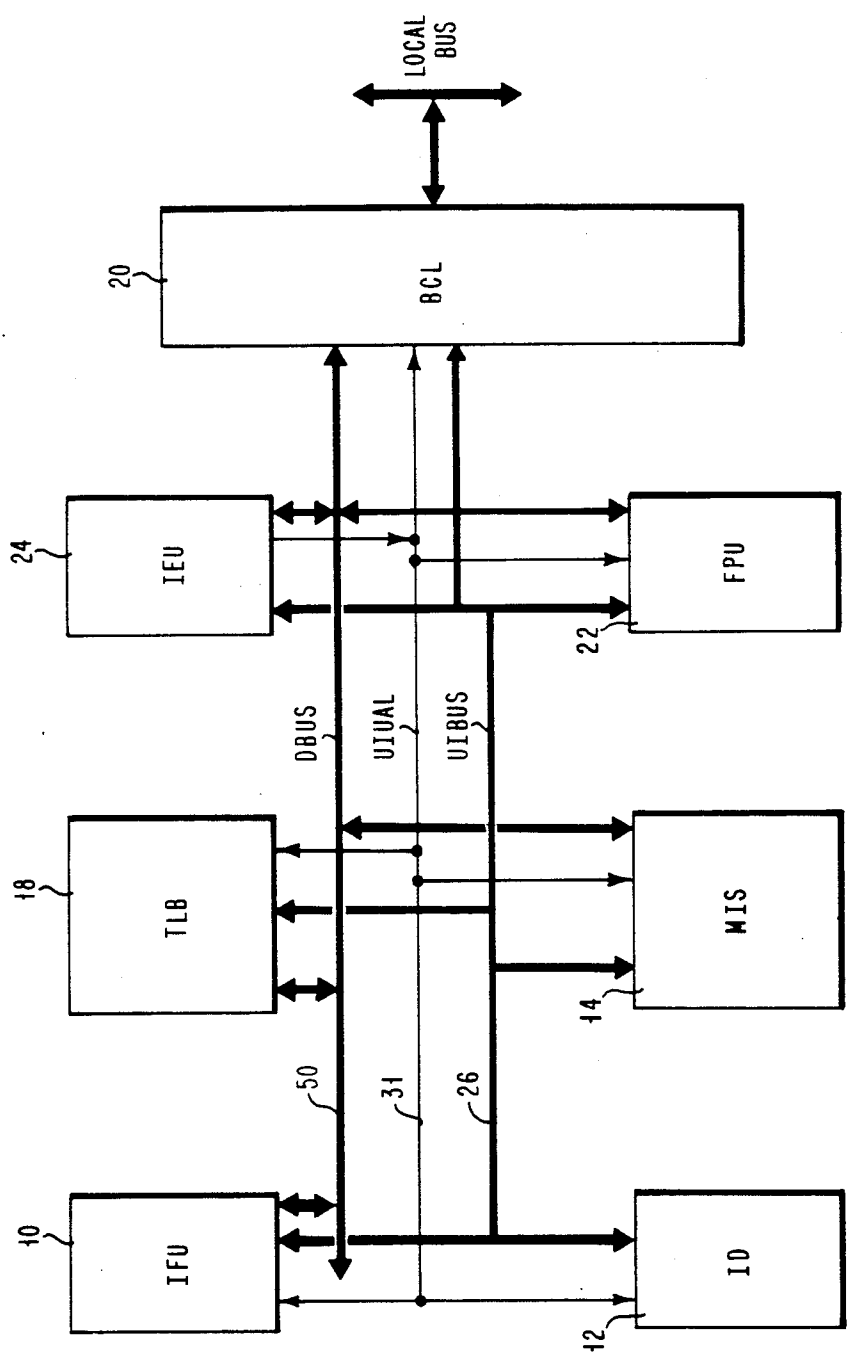 LOCAL
BUS
20
BCL
24
IEU
FPU
22
DBUS
UIUAL
UIBUS
18
TLB
MIS
14
50
31
26
10
IFU
ID
12